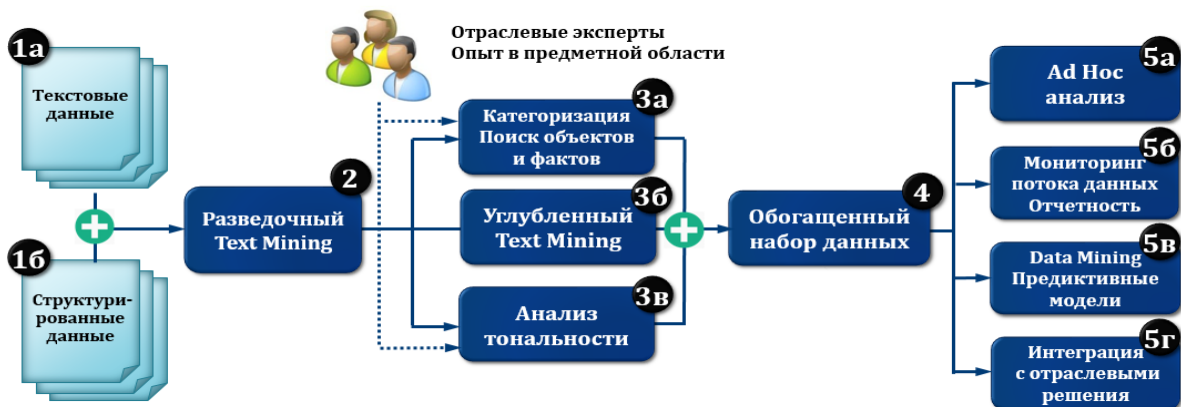 1а
Текстовые
данные
1б
Структури-
рованные
данные
Отраслевые эксперты
Опыт в предметной области
2
Разведочный
Text Mining
3а
Категоризация
Поиск объектов
и фактов
3б
Углубленный
Text Mining
3в
Анализ
тональности
4
Обогащенный
набор данных
5а
Ad Hoc
анализ
5б
Мониторинг
потока данных
Отчетность
5в
Data Mining
Предиктивные
модели
5г
Интеграция
с отраслевыми
решения